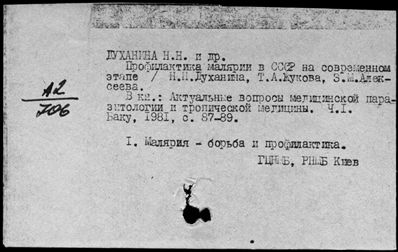 ДУХАНИНА Н.Н. и др.
Профилактика малярии в СССР на современном
этапе // Н.Н.Духанина, Т.А.Жукова, З.М.Алек-
сеева.
В кн.: Актуальные вопросы медицинской пара-
зитологии и тропической медицины. Ч.I.
Баку, 1981, с. 87-89.
I. Малярия - борьба и профилактика.
ГЦНМБ, РНМБ Киев
А2
706